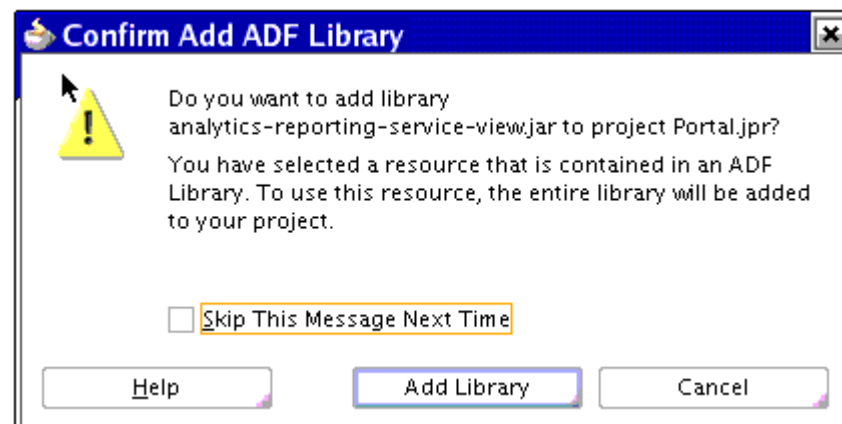 Confirm Add ADF Library
Do you want to add library
analytics-reporting-service-view.jar to project Portal.jpr?
You have selected a resource that is contained in an ADF
Library. To use this resource, the entire library will be added
to your project.
Skip This Message Next Time
Help Add Library Cancel